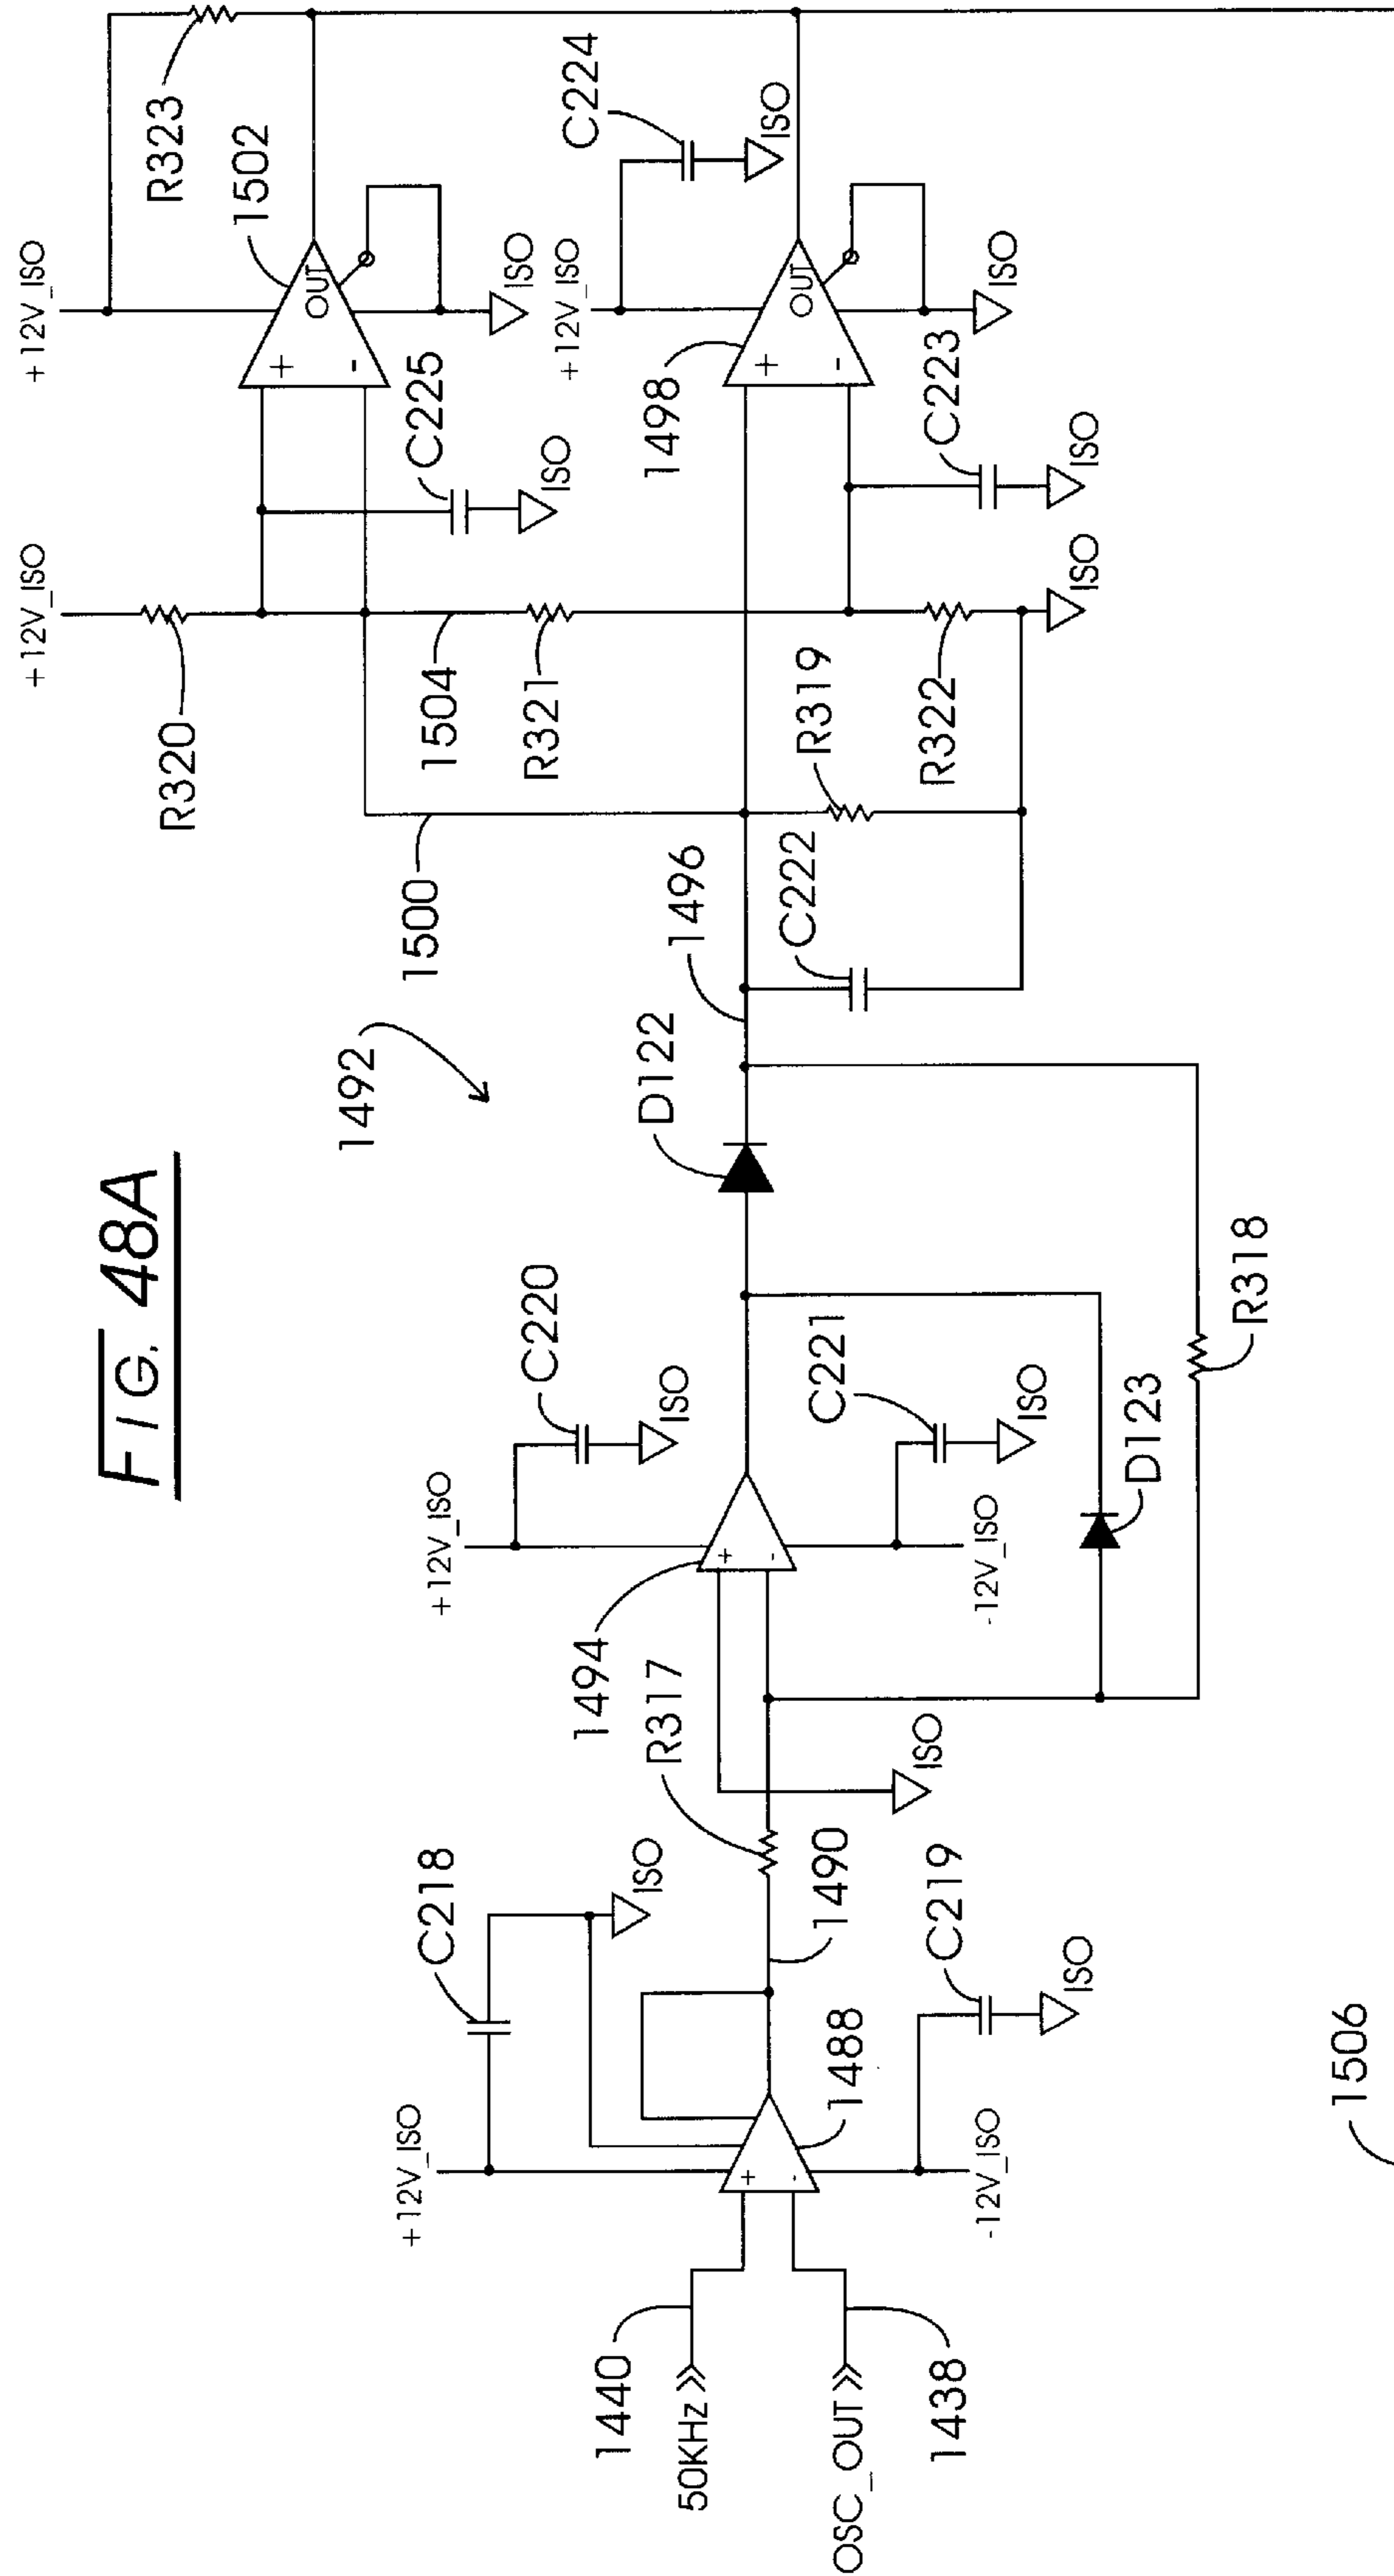 FIG. 48A
+12V_ISO
R323
1502
OUT
+
-
ISO
+12V_ISO
R320
C225
ISO
+12V_ISO
C224
ISO
1498
OUT
+
-
ISO
C223
ISO
1504
R321
R319
R322
ISO
1500
1496
C222
1492
D122
+12V_ISO
C220
ISO
1494
+
-
C221
ISO
-12V_ISO
D123
R318
R317
ISO
C218
ISO
1490
+12V_ISO
1488
+
-
C219
ISO
-12V_ISO
1440
50KHz
OSC_OUT
1438
1506